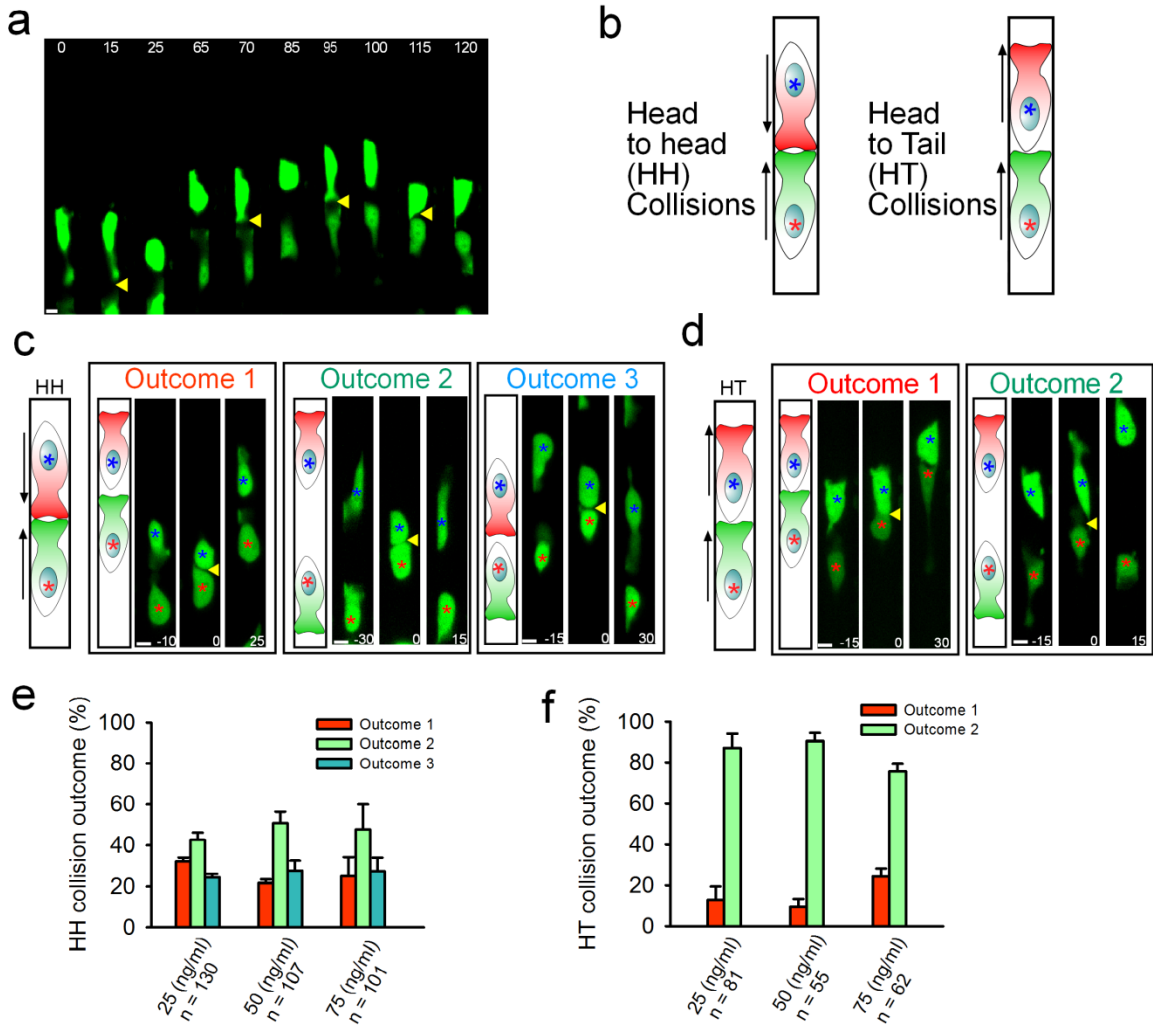 a
0 15 25 65 70 85 95 100 115 120
b
Head
to head
(HH)
Collisions
*
*
Head
to Tail
(HT)
Collisions
*
*
c
HH
Outcome 1
-10 0 25
Outcome 2
-30 0 15
Outcome 3
-15 0 30
d
HT
Outcome 1
-15 0 30
Outcome 2
-15 0 15
e
HH collision outcome (%)
100
80
60
40
20
0
Outcome 1
Outcome 2
Outcome 3
25 (ng/ml)
n = 130
50 (ng/ml)
n = 107
75 (ng/ml)
n = 101
f
HT collision outcome (%)
100
80
60
40
20
0
Outcome 1
Outcome 2
25 (ng/ml)
n = 81
50 (ng/ml)
n = 55
75 (ng/ml)
n = 62